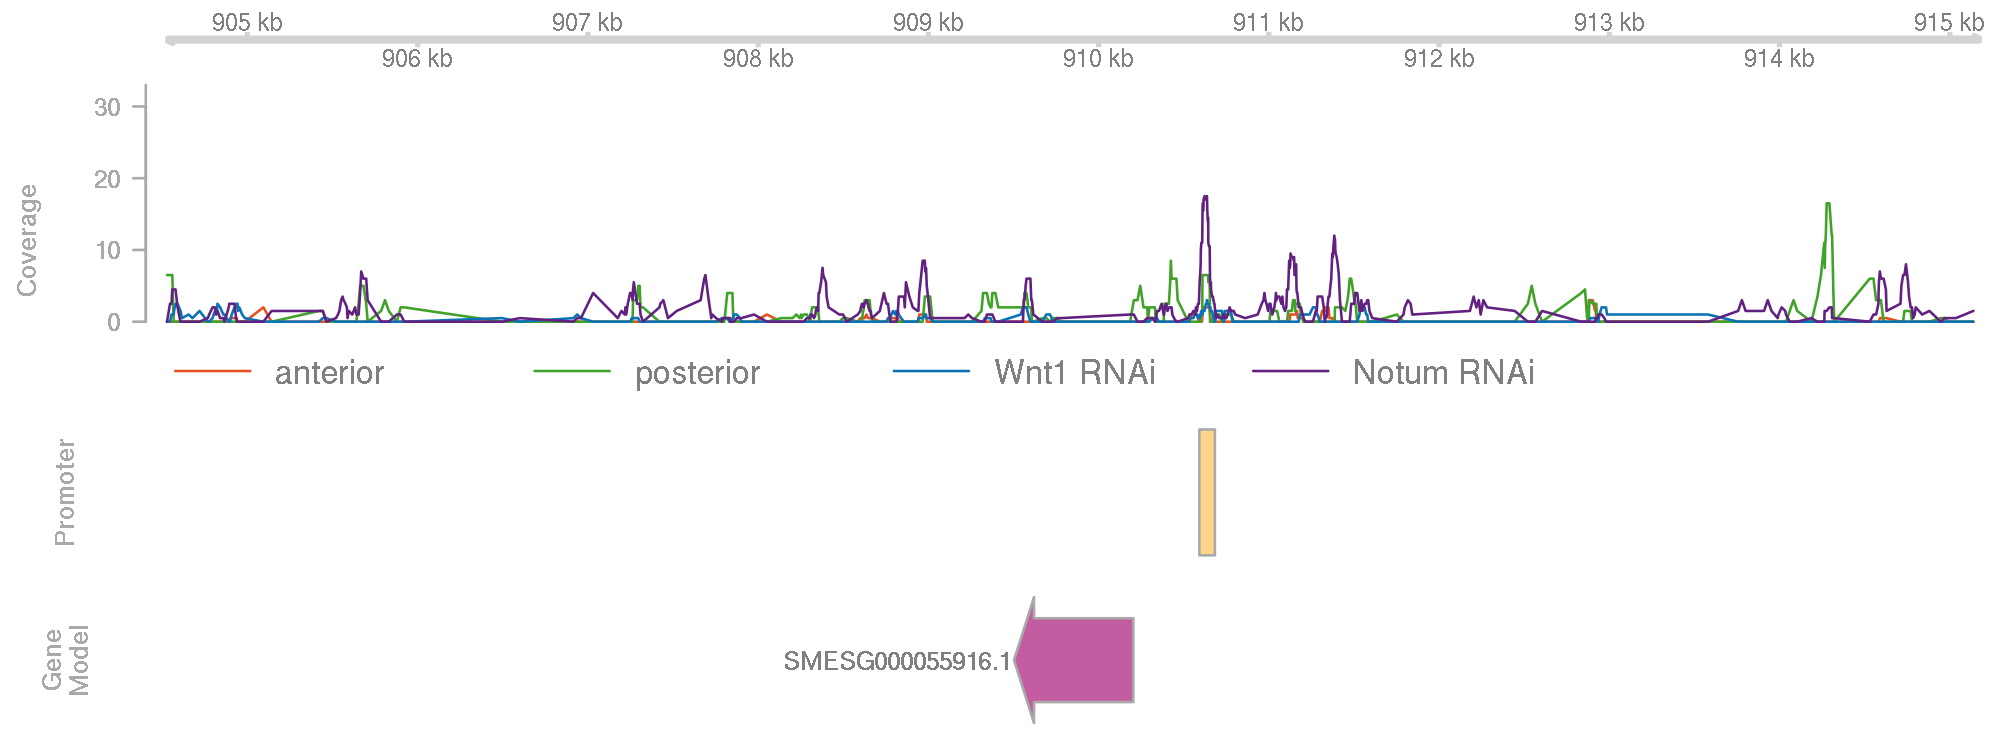 905 kb 907 kb 909 kb 911 kb 913 kb 915 kb
906 kb 908 kb 910 kb 912 kb 914 kb
Coverage
30
20
10
0
anterior posterior Wnt1 RNAi Notum RNAi
Promoter
Gene
Model
SMESG000055916.1